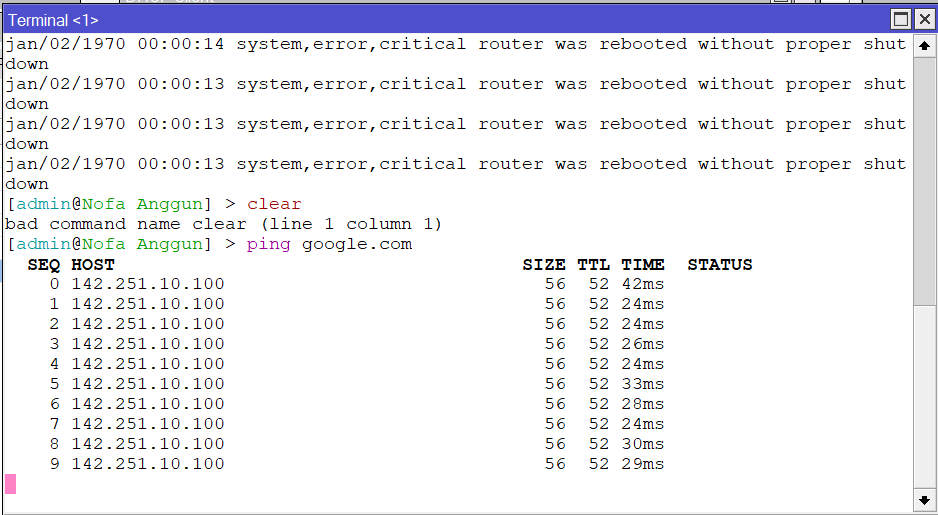 Terminal <1>
jan/02/1970 00:00:14 system,error,critical router was rebooted without proper shut
down
jan/02/1970 00:00:13 system,error,critical router was rebooted without proper shut
down
jan/02/1970 00:00:13 system,error,critical router was rebooted without proper shut
down
jan/02/1970 00:00:13 system,error,critical router was rebooted without proper shut
down
[admin@Nofa Anggun] > clear
bad command name clear (line 1 column 1)
[admin@Nofa Anggun] > ping google.com
SEQ HOST SIZE TTL TIME STATUS
0 142.251.10.100 56 52 42ms
1 142.251.10.100 56 52 24ms
2 142.251.10.100 56 52 24ms
3 142.251.10.100 56 52 26ms
4 142.251.10.100 56 52 24ms
5 142.251.10.100 56 52 33ms
6 142.251.10.100 56 52 28ms
7 142.251.10.100 56 52 24ms
8 142.251.10.100 56 52 30ms
9 142.251.10.100 56 52 29ms